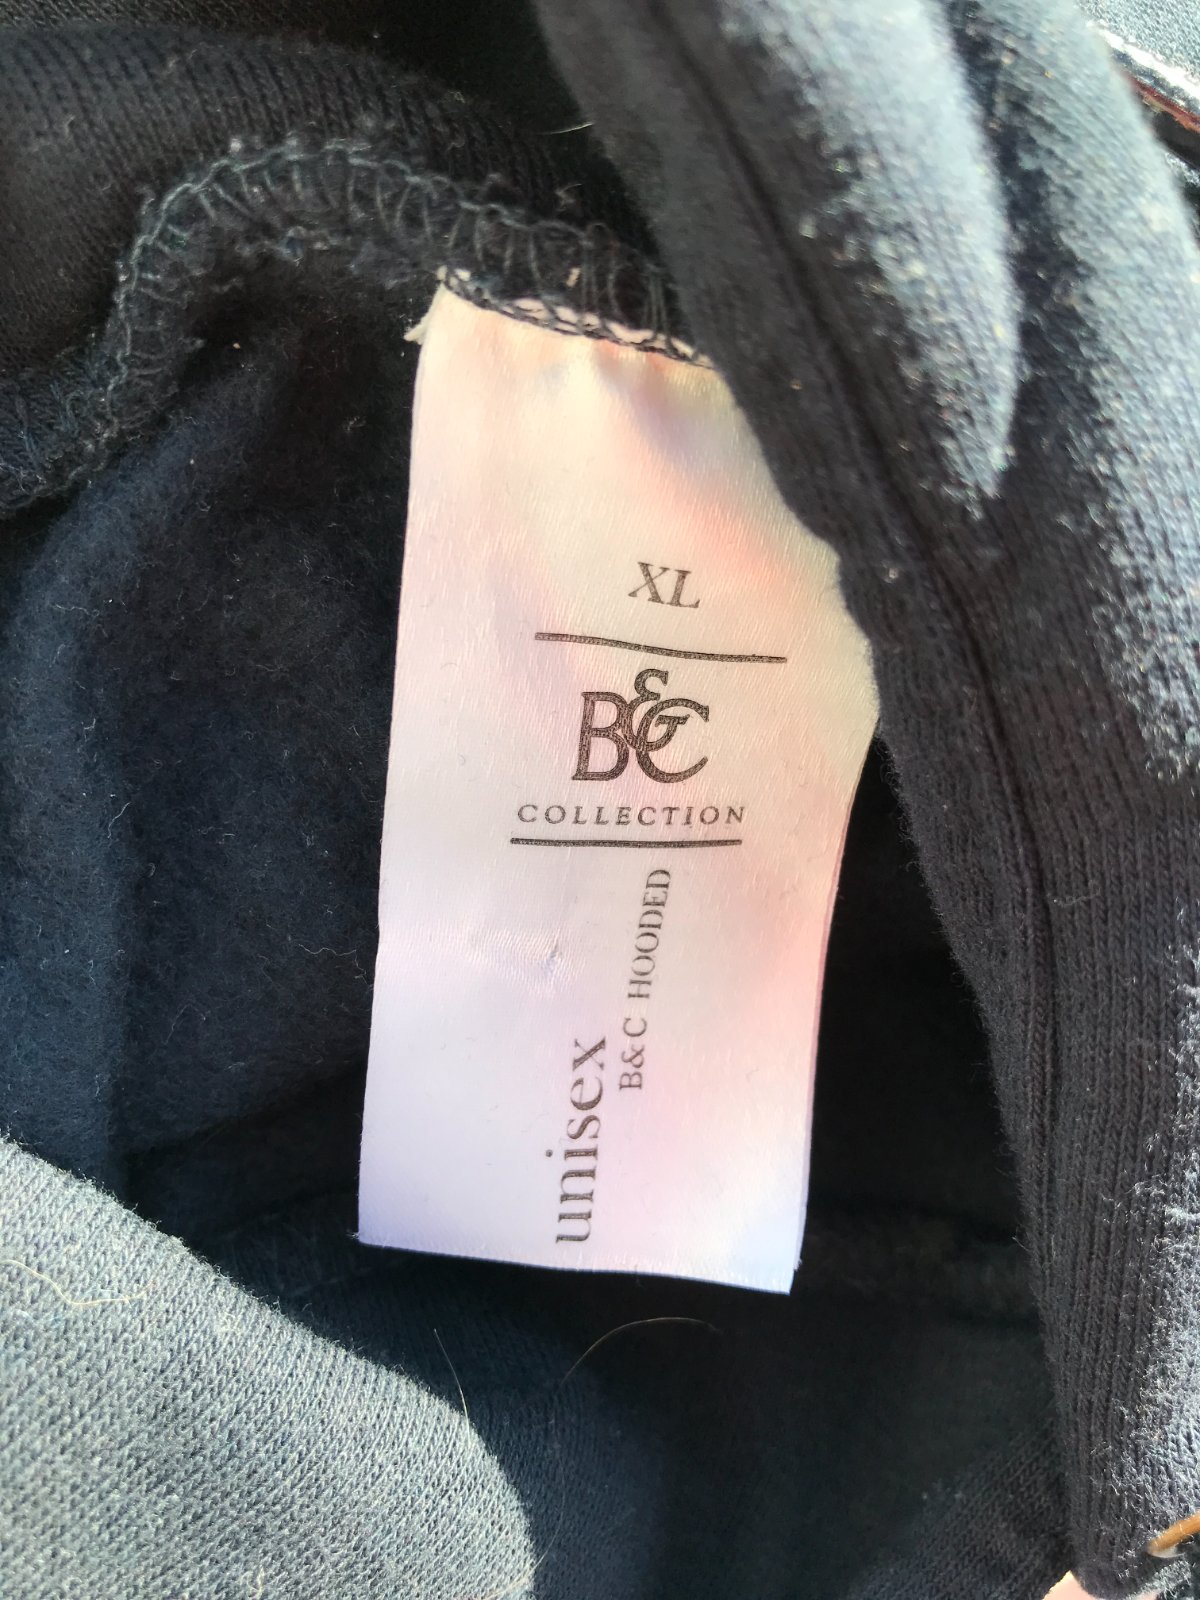 XL
B&C
COLLECTION
B&C HOODED
unisex